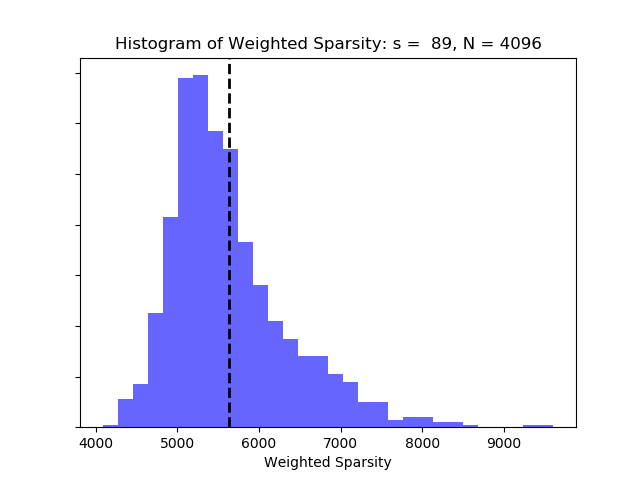 Histogram of Weighted Sparsity: s =  89, N = 4096
4000 5000 6000 7000 8000 9000
Weighted Sparsity